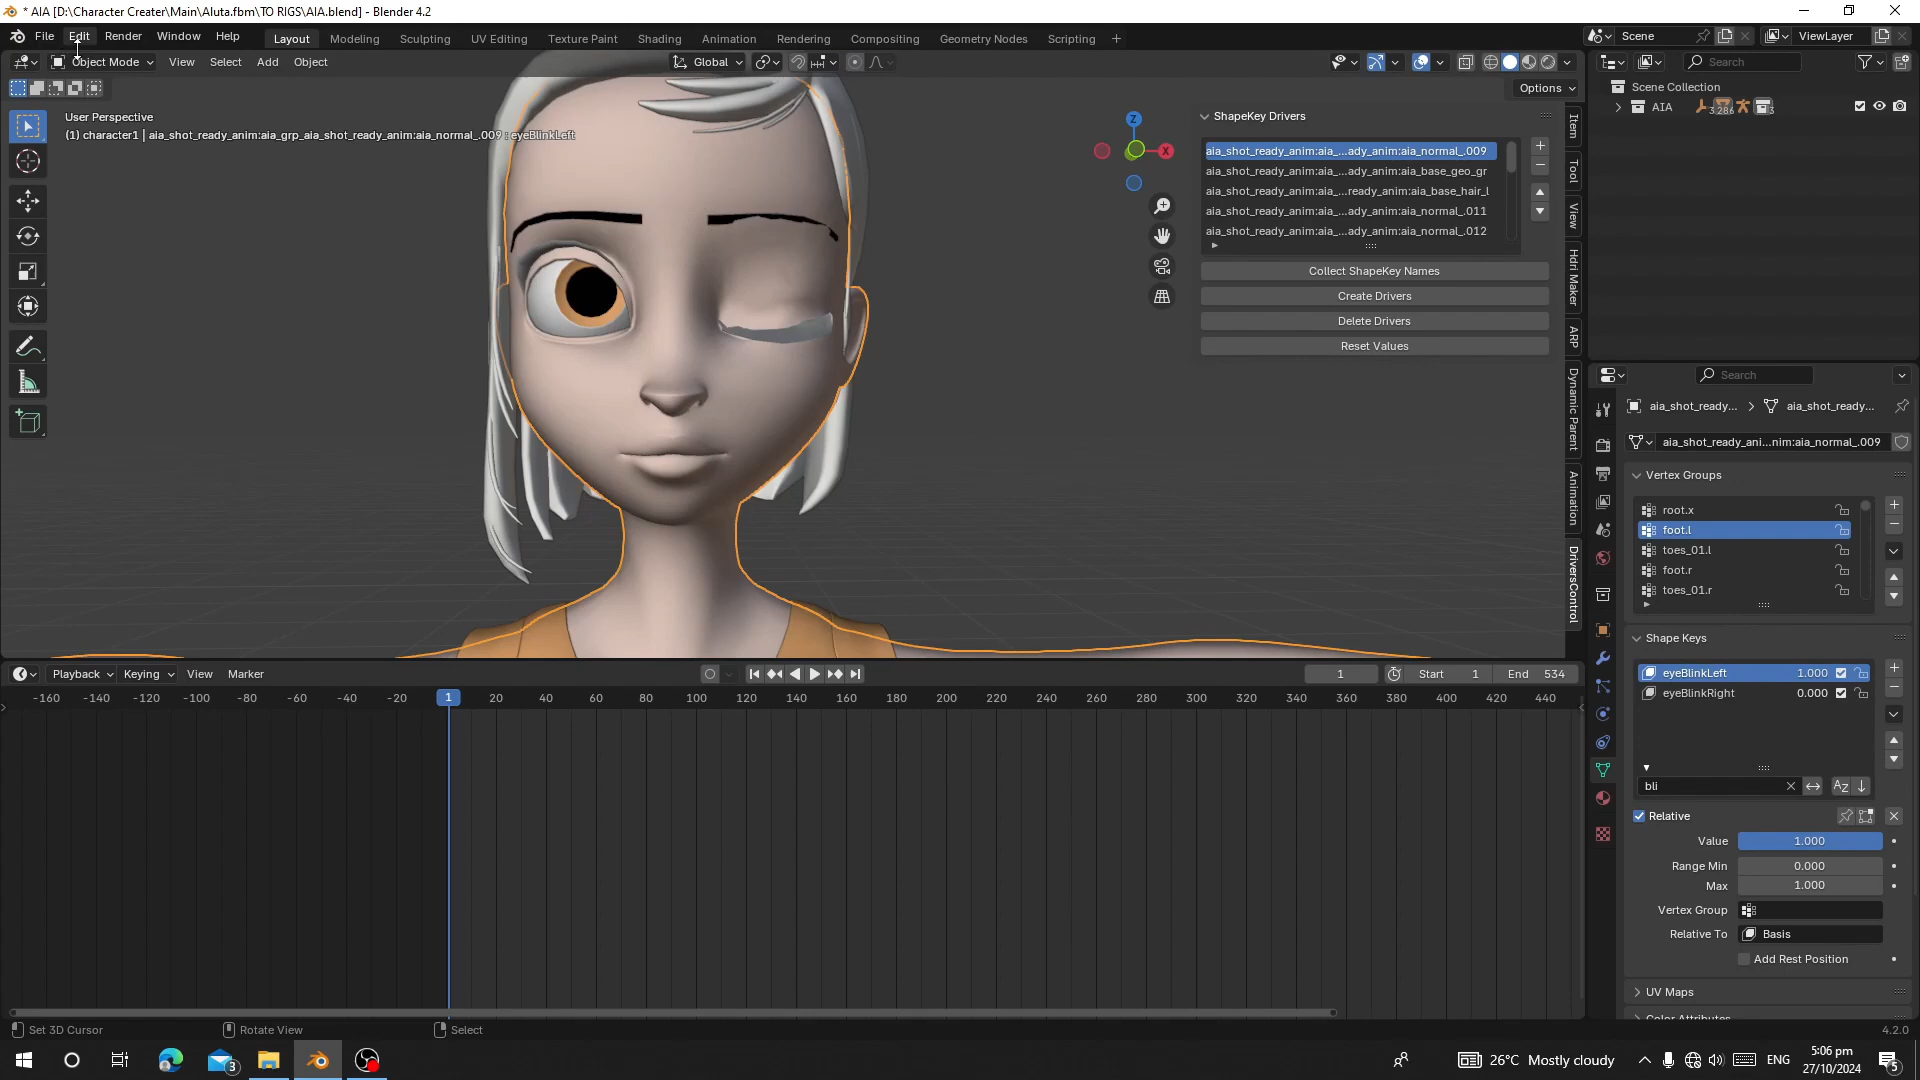 * AIA [D:\Character Creater\Main\Aluta.fbm\TO RIGS\AIA.blend] - Blender 4.2
File Edit Render Window Help Layout Modeling Sculpting UV Editing Texture Paint Shading Animation Rendering Compositing Geometry Nodes Scripting + Scene ViewLayer
Object Mode View Select Add Object Global Search
Options
Scene Collection
AIA 3 286 3
User Perspective
(1) character1 | aia_shot_ready_anim:aia_grp_aia_shot_ready_anim:aia_normal_.009 : eyeBlinkLeft
Z
X
ShapeKey Drivers
aia_shot_ready_anim:aia_...ady_anim:aia_normal_.009
aia_shot_ready_anim:aia_...ady_anim:aia_base_geo_gr
aia_shot_ready_anim:aia_...ready_anim:aia_base_hair_l
aia_shot_ready_anim:aia_...ady_anim:aia_normal_.011
aia_shot_ready_anim:aia_...ady_anim:aia_normal_.012
Collect ShapeKey Names
Create Drivers
Delete Drivers
Reset Values
Item
Tool
View
Hdri Maker
ARP
Dynamic Parent
Animation
DriversControl
Search
aia_shot_ready... > aia_shot_ready...
aia_shot_ready_ani...nim:aia_normal_.009
Vertex Groups
root.x
foot.l
toes_01.l
foot.r
toes_01.r
Shape Keys
eyeBlinkLeft 1.000
eyeBlinkRight 0.000
bli
Relative
Value 1.000
Range Min 0.000
Max 1.000
Vertex Group
Relative To Basis
Add Rest Position
UV Maps
Color Attributes
Playback Keying View Marker 1 Start 1 End 534
-160 -140 -120 -100 -80 -60 -40 -20 1 20 40 60 80 100 120 140 160 180 200 220 240 260 280 300 320 340 360 380 400 420 440
Set 3D Cursor Rotate View Select 4.2.0
3 26°C Mostly cloudy ENG 5:06 pm
27/10/2024 5